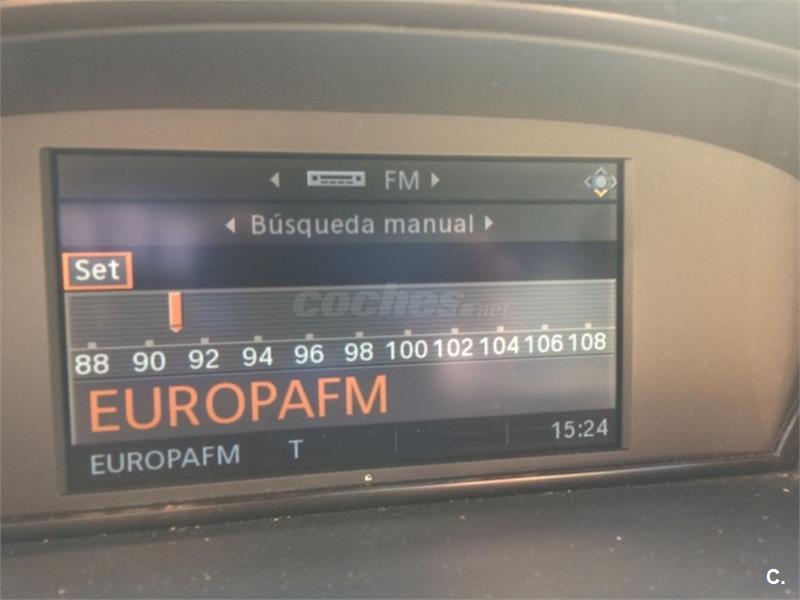 FM
Búsqueda manual
Set
coches.net
88 90 92 94 96 98 100 102 104 106 108
EUROPAFM
EUROPAFM T 15:24
C.